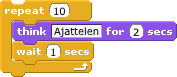 repeat 10
think Ajattelen for 2 secs
wait 1 secs